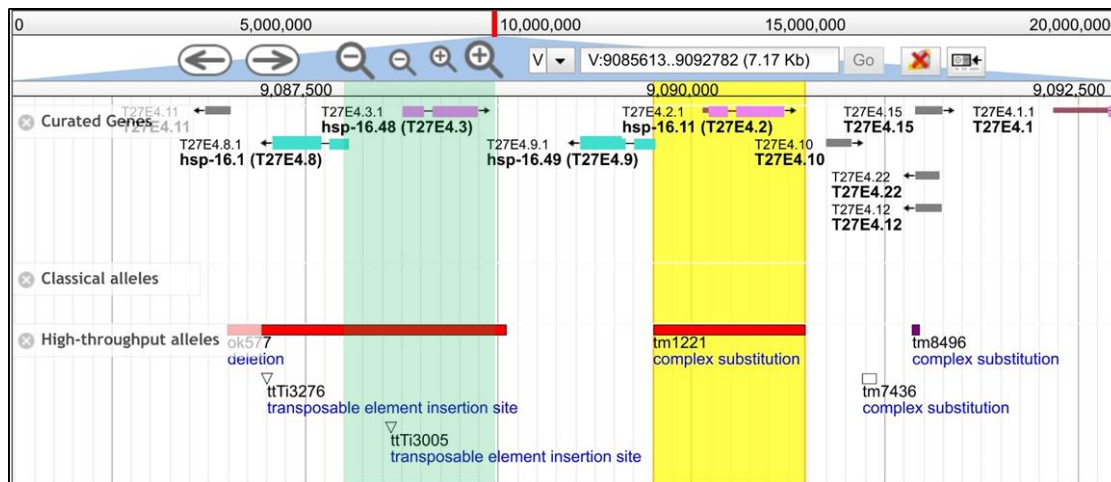 0 5,000,000 10,000,000 15,000,000 20,000,000
V V:9085613..9092782 (7.17 Kb) Go
9,087,500 9,090,000 9,092,500
Curated Genes
T27E4.11 T27E4.3.1 T27E4.2.1 T27E4.15 T27E4.1.1
T27E4.11 hsp-16.48 (T27E4.3) hsp-16.11 (T27E4.2) T27E4.15 T27E4.1
T27E4.8.1 T27E4.9.1 T27E4.10
hsp-16.1 (T27E4.8) hsp-16.49 (T27E4.9) T27E4.10
T27E4.22
T27E4.22
T27E4.12
T27E4.12
Classical alleles
High-throughput alleles
ok577 tm1221 tm8496
deletion complex substitution complex substitution
ttTi3276 tm7436
transposable element insertion site complex substitution
ttTi3005
transposable element insertion site